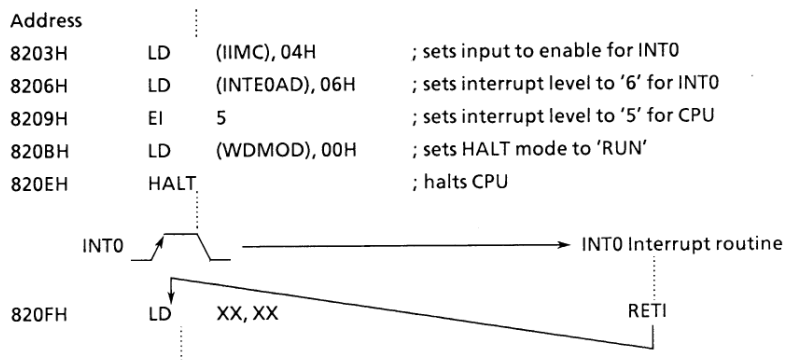 Address
8203H LD (IIMC), 04H ; sets input to enable for INT0
8206H LD (INTE0AD), 06H ; sets interrupt level to '6' for INT0
8209H EI 5 ; sets interrupt level to '5' for CPU
820BH LD (WDMOD), 00H ; sets HALT mode to 'RUN'
820EH HALT ; halts CPU
INT0 INT0 Interrupt routine
820FH LD XX, XX RETI